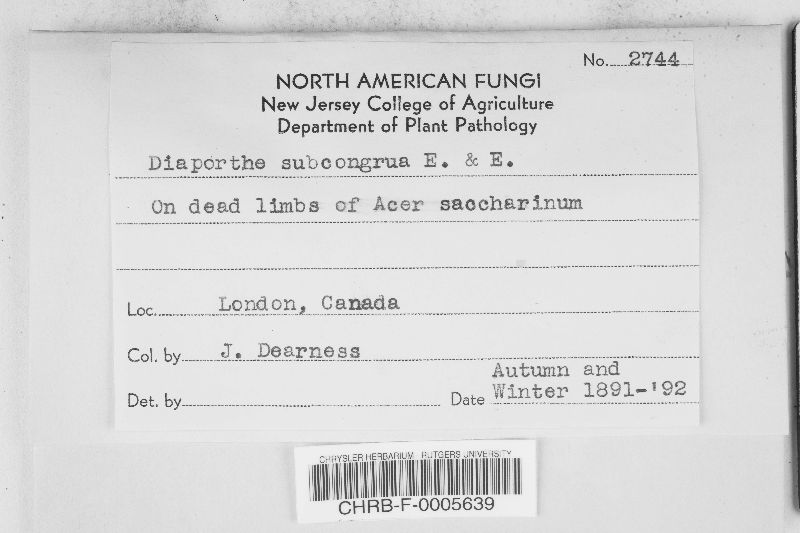 No. 2744
NORTH AMERICAN FUNGI
New Jersey College of Agriculture
Department of Plant Pathology
Diaporthe subcongrua E. & E.
On dead limbs of Acer saccharinum
Loc. London, Canada
Col. by J. Dearness
Det. by
Date Autumn and
Winter 1891-'92
CHRYSLER HERBARIUM - RUTGERS UNIVERSITY
CHRB-F-0005639